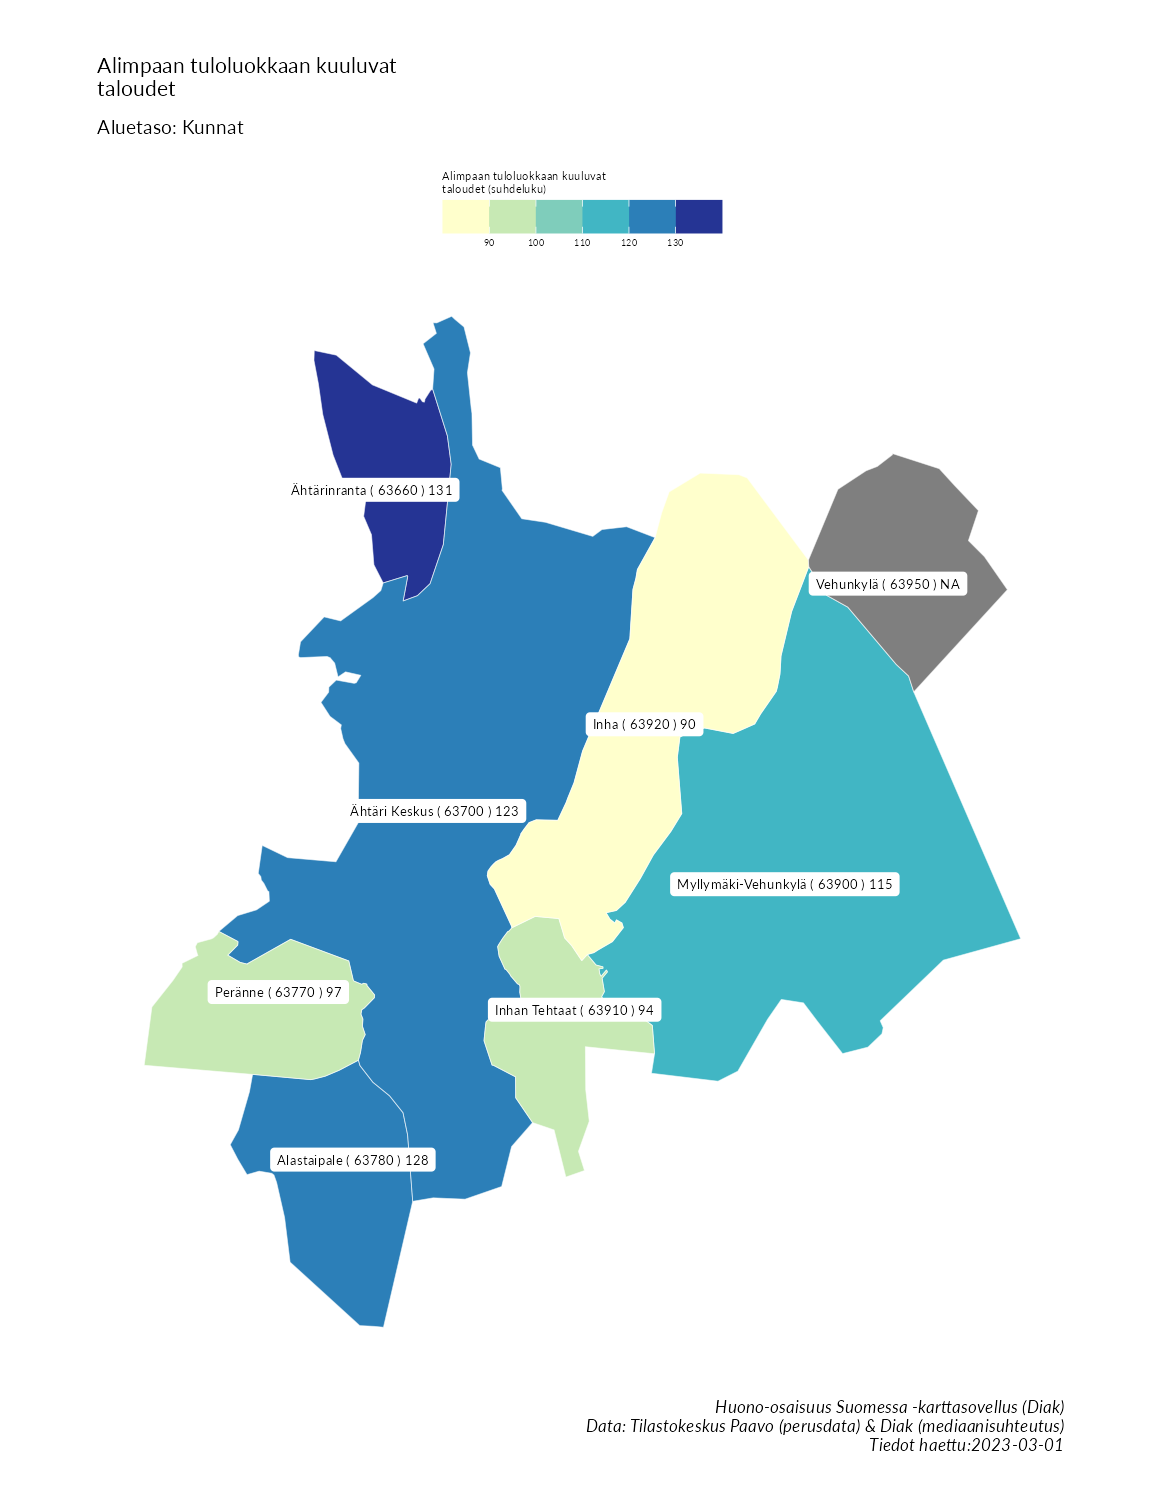 Alimpaan tuloluokkaan kuuluvat
taloudet
Aluetaso: Kunnat
Alimpaan tuloluokkaan kuuluvat
taloudet (suhdeluku)
90 100 110 120 130
Ähtärinranta ( 63660 ) 131
Vehunkylä ( 63950 ) NA
Inha ( 63920 ) 90
Ähtäri Keskus ( 63700 ) 123
Myllymäki-Vehunkylä ( 63900 ) 115
Peränne ( 63770 ) 97
Inhan Tehtaat ( 63910 ) 94
Alastaipale ( 63780 ) 128
Huono-osaisuus Suomessa -karttasovellus (Diak)
Data: Tilastokeskus Paavo (perusdata) & Diak (mediaanisuhteutus)
Tiedot haettu:2023-03-01